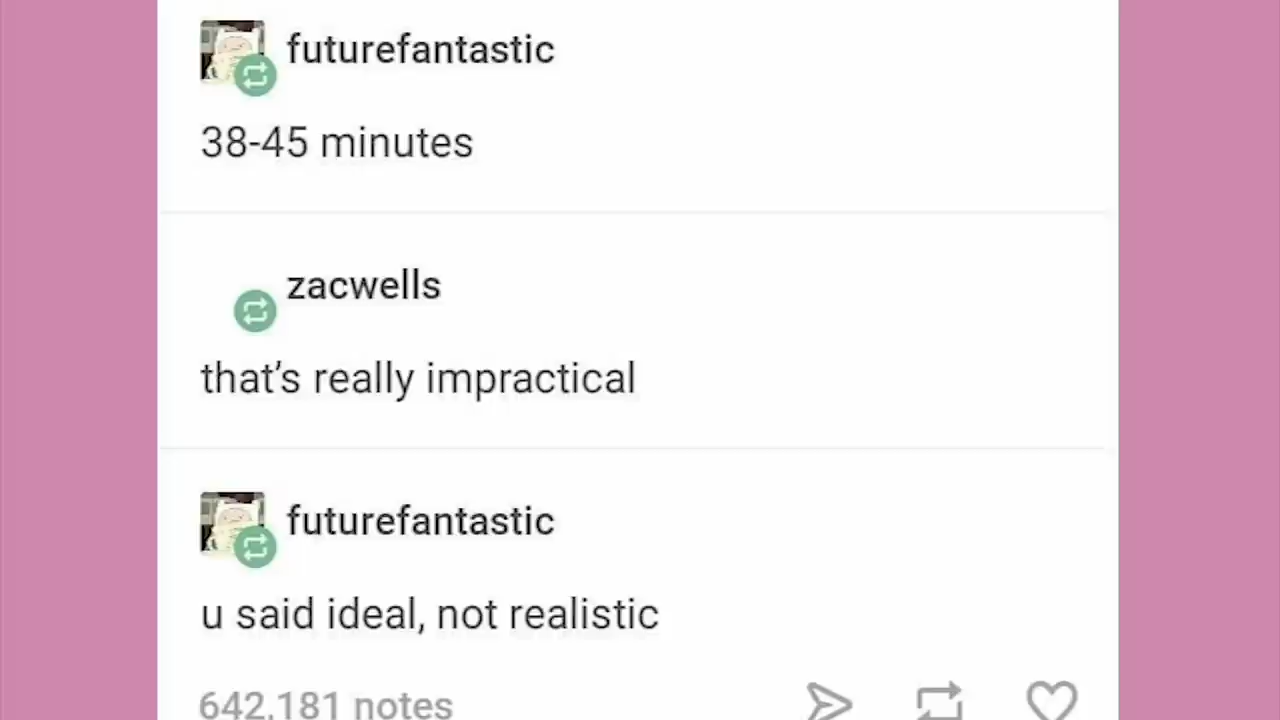 futurefantastic
38-45 minutes
zacwells
that's really impractical
futurefantastic
u said ideal, not realistic
642,181 notes